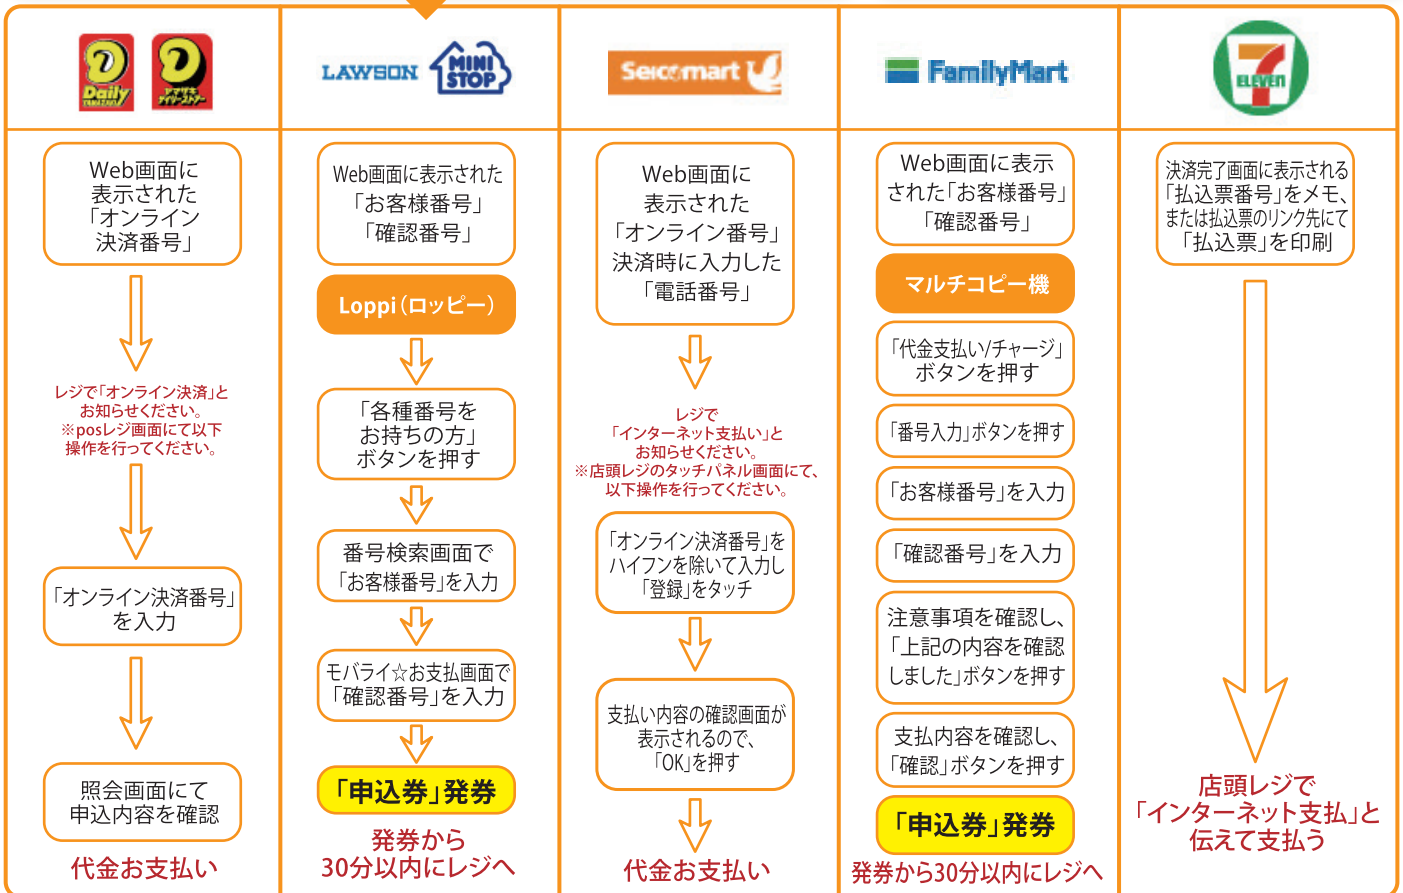 Daily
YAMAZAKI
ヤマザキ
デイリーストアー
Web画面に
表示された
「オンライン
決済番号」
レジで「オンライン決済」と
お知らせください。
※posレジ画面にて以下
操作を行ってください。
「オンライン決済番号」
を入力
照会画面にて
申込内容を確認
代金お支払い
LAWSON
MINI
STOP
Web画面に表示された
「お客様番号」
「確認番号」
Loppi（ロッピー）
「各種番号を
お持ちの方」
ボタンを押す
番号検索画面で
「お客様番号」を入力
モバライ☆お支払画面で
「確認番号」を入力
「申込券」発券
発券から
30分以内にレジへ
Seicomart
Web画面に
表示された
「オンライン番号」
決済時に入力した
「電話番号」
レジで
「インターネット支払い」と
お知らせください。
※店頭レジのタッチパネル画面にて、
以下操作を行ってください。
「オンライン決済番号」を
ハイフンを除いて入力し
「登録」をタッチ
支払い内容の確認画面が
表示されるので、
「OK」を押す
代金お支払い
FamilyMart
Web画面に表示
された「お客様番号」
「確認番号」
マルチコピー機
「代金支払い/チャージ」
ボタンを押す
「番号入力」ボタンを押す
「お客様番号」を入力
「確認番号」を入力
注意事項を確認し、
「上記の内容を確認
しました」ボタンを押す
支払内容を確認し、
「確認」ボタンを押す
「申込券」発券
発券から30分以内にレジへ
7
ELEVEn
決済完了画面に表示される
「払込票番号」をメモ、
または払込票のリンク先にて
「払込票」を印刷
店頭レジで
「インターネット支払」と
伝えて支払う